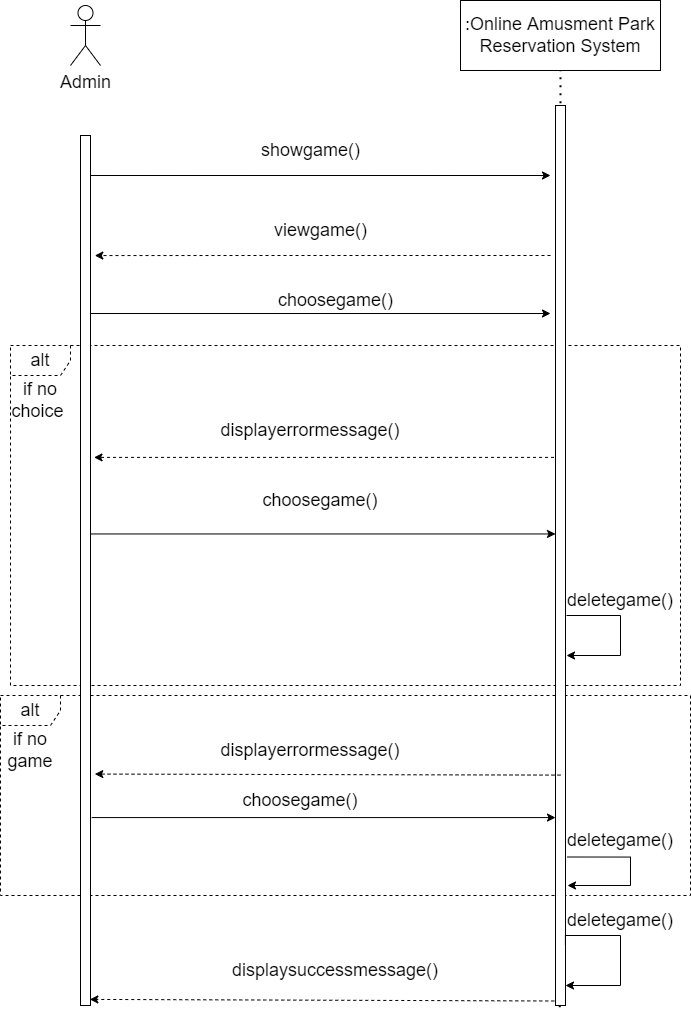 :Online Amusment Park
Reservation System
Admin
showgame()
viewgame()
choosegame()
alt
if no
choice
displayerrormessage()
choosegame()
deletegame()
alt
if no
game
displayerrormessage()
choosegame()
deletegame()
deletegame()
displaysuccessmessage()